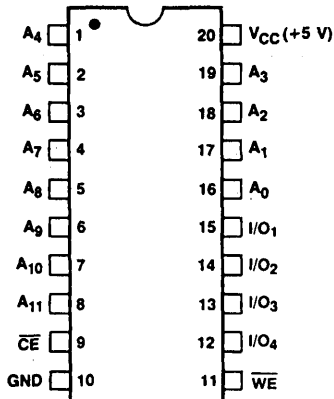 A4 1 20 VCC (+5 V)
A5 2 19 A3
A6 3 18 A2
A7 4 17 A1
A8 5 16 A0
A9 6 15 I/O1
A10 7 14 I/O2
A11 8 13 I/O3
C̅E̅ 9 12 I/O4
GND 10 11 W̅E̅